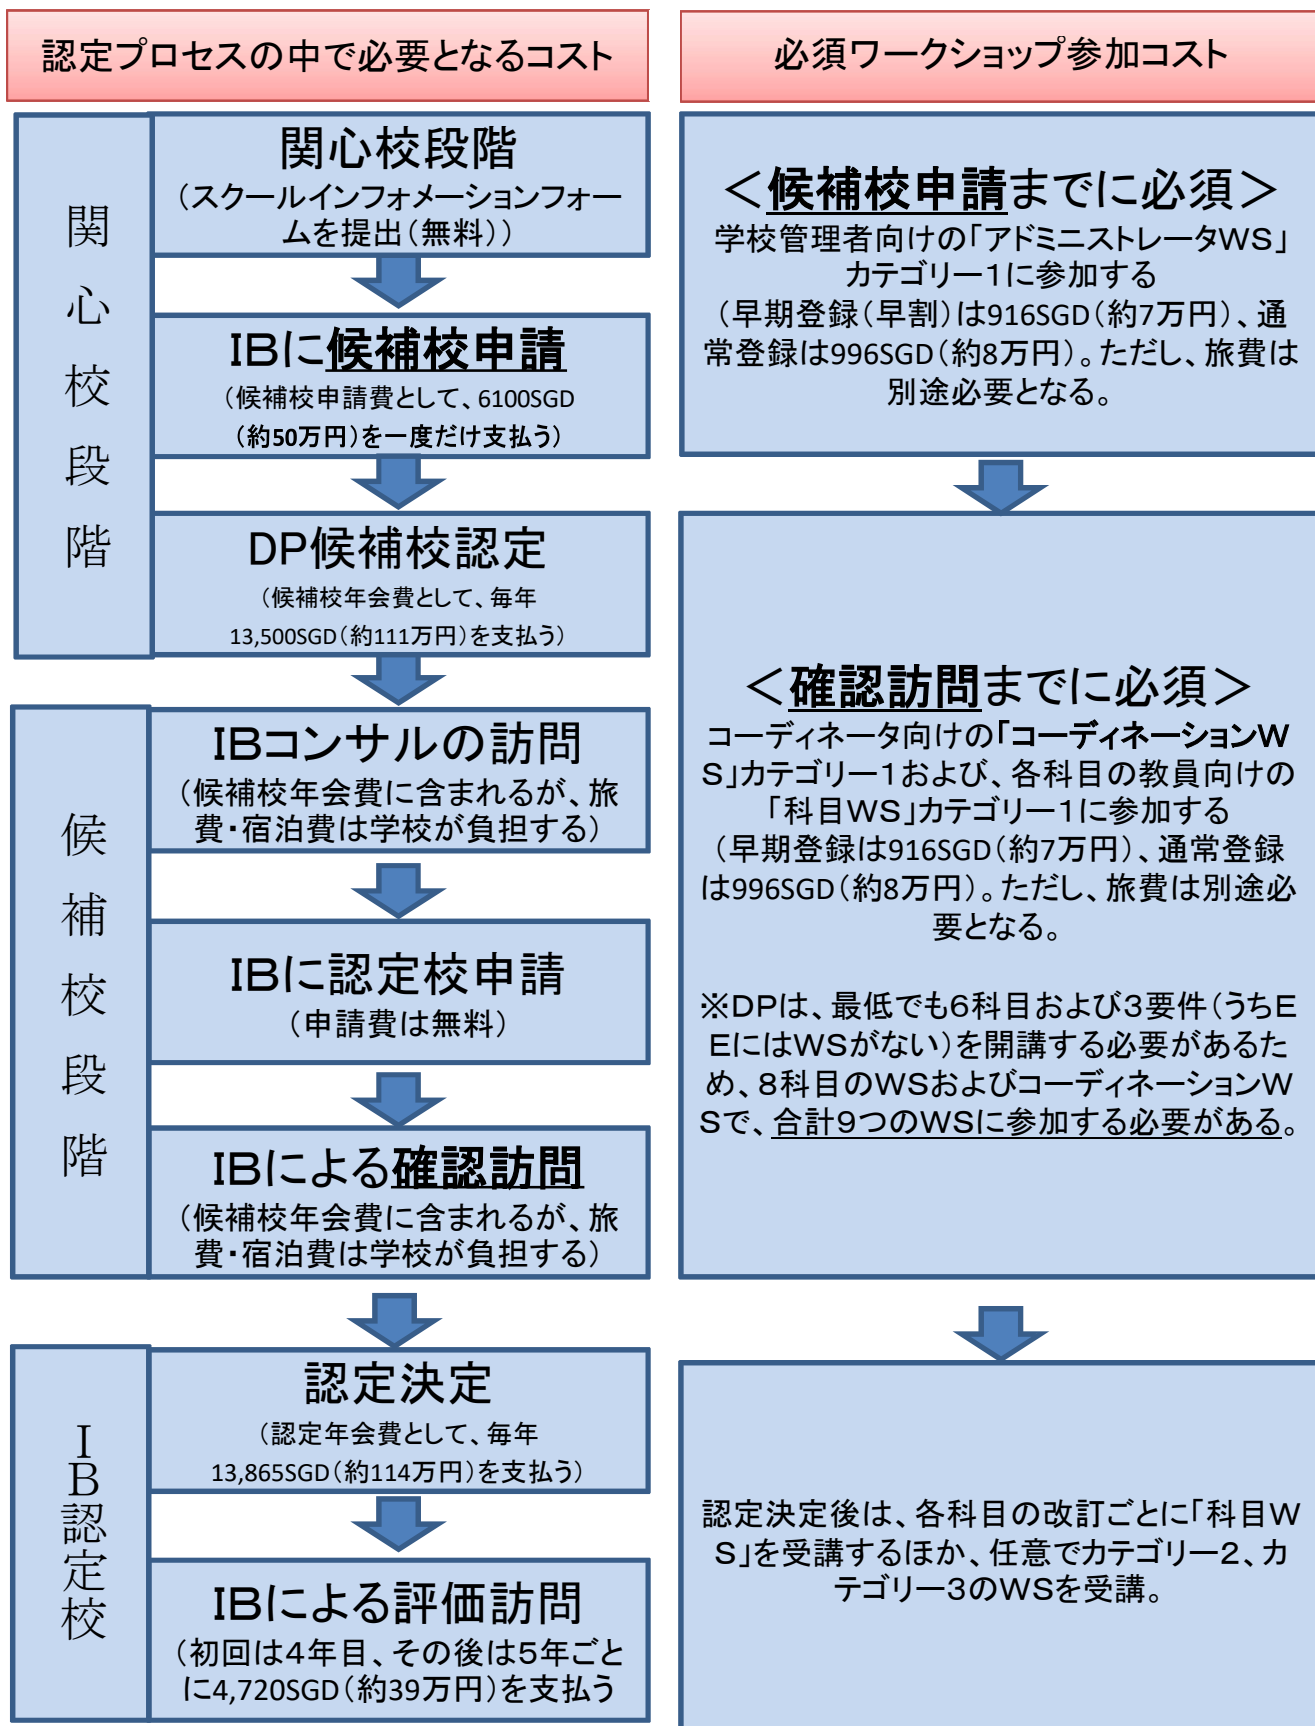 認定プロセスの中で必要となるコスト
関心校段階
関心校段階
(スクールインフォメーションフォー
ムを提出(無料))
IBに候補校申請
(候補校申請費として、6100SGD
(約50万円)を一度だけ支払う)
DP候補校認定
(候補校年会費として、毎年
13,500SGD(約111万円)を支払う)
候補校段階
IBコンサルの訪問
(候補校年会費に含まれるが、旅
費・宿泊費は学校が負担する)
IBに認定校申請
(申請費は無料)
IBによる確認訪問
(候補校年会費に含まれるが、旅
費・宿泊費は学校が負担する)
IB認定校
認定決定
(認定年会費として、毎年
13,865SGD(約114万円)を支払う)
IBによる評価訪問
(初回は4年目、その後は5年ごと
に4,720SGD(約39万円)を支払う
必須ワークショップ参加コスト
<候補校申請までに必須>
学校管理者向けの「アドミニストレータWS」
カテゴリー1に参加する
(早期登録(早割)は916SGD(約7万円)、通
常登録は996SGD(約8万円)。ただし、旅費は
別途必要となる。
<確認訪問までに必須>
コーディネータ向けの「コーディネーションW
S」カテゴリー1および、各科目の教員向けの
「科目WS」カテゴリー1に参加する
(早期登録は916SGD(約7万円)、通常登録
は996SGD(約8万円)。ただし、旅費は別途必
要となる。
※DPは、最低でも6科目および3要件(うちE
EにはWSがない)を開講する必要があるた
め、8科目のWSおよびコーディネーションW
Sで、合計9つのWSに参加する必要がある。
認定決定後は、各科目の改訂ごとに「科目W
S」を受講するほか、任意でカテゴリー2、カ
テゴリー3のWSを受講。